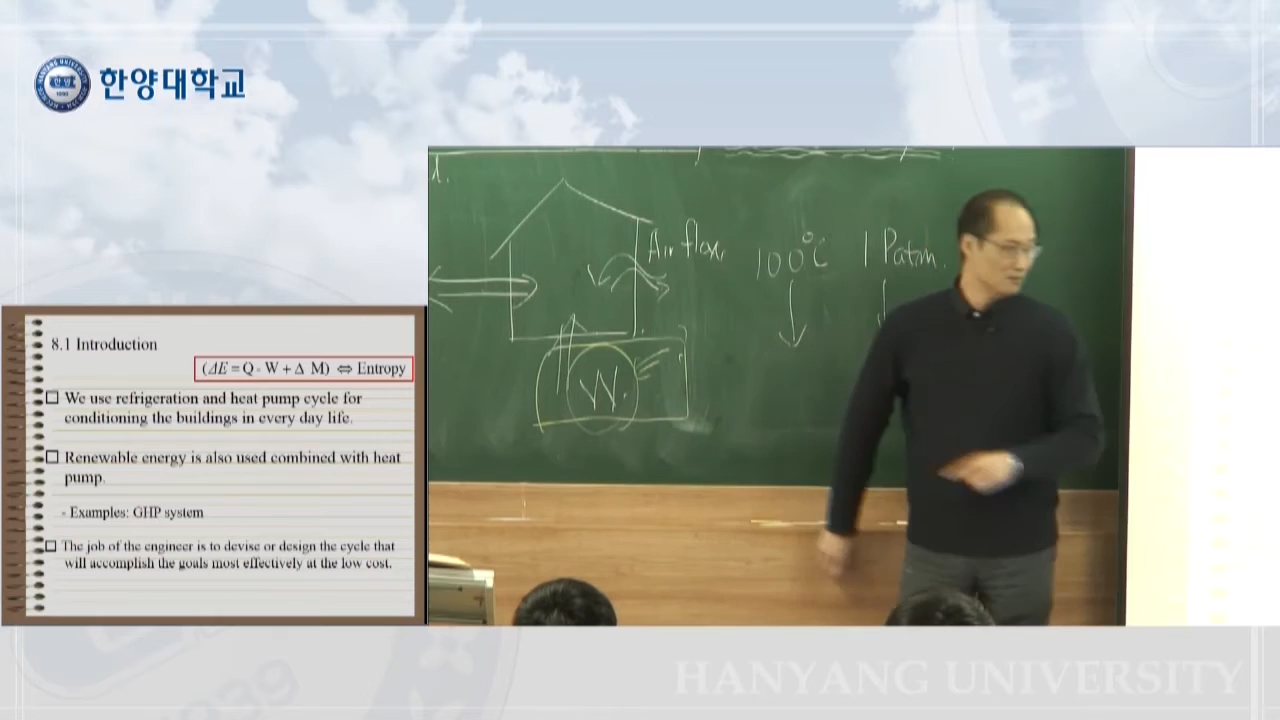 한양대학교
8.1 Introduction
(ΔE = Q - W + Δ M) ⇔ Entropy
□ We use refrigeration and heat pump cycle for
conditioning the buildings in every day life.
□ Renewable energy is also used combined with heat
pump.
- Examples: GHP system
□ The job of the engineer is to devise or design the cycle that
will accomplish the goals most effectively at the low cost.
1.
Air flow
100°C
1 Patm.
W.
HANYANG UNIVERSITY